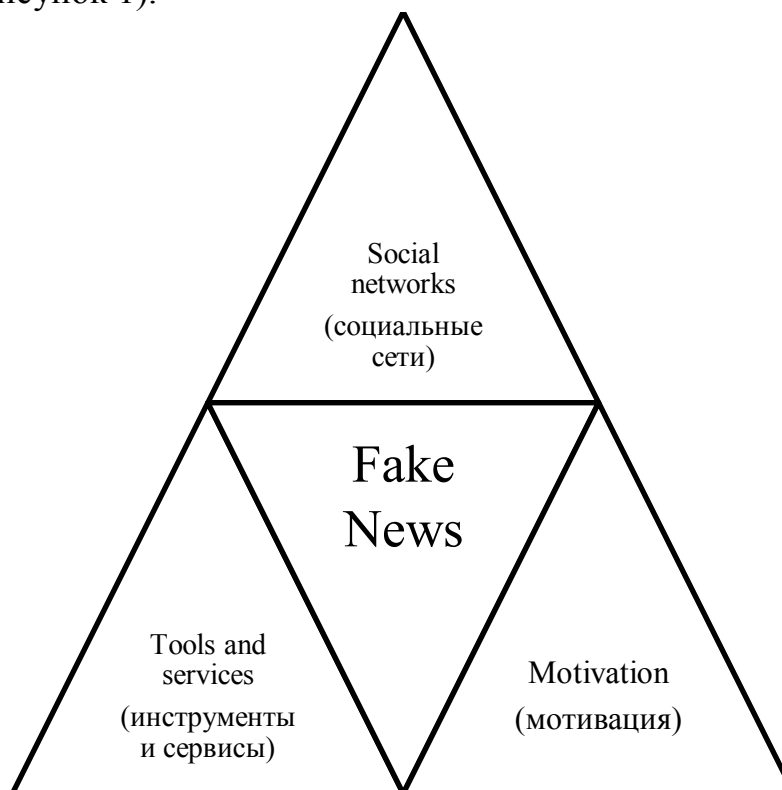 исунок 1).
Social
networks
(социальные
сети)
Fake
News
Tools and
services
(инструменты
и сервисы)
Motivation
(мотивация)